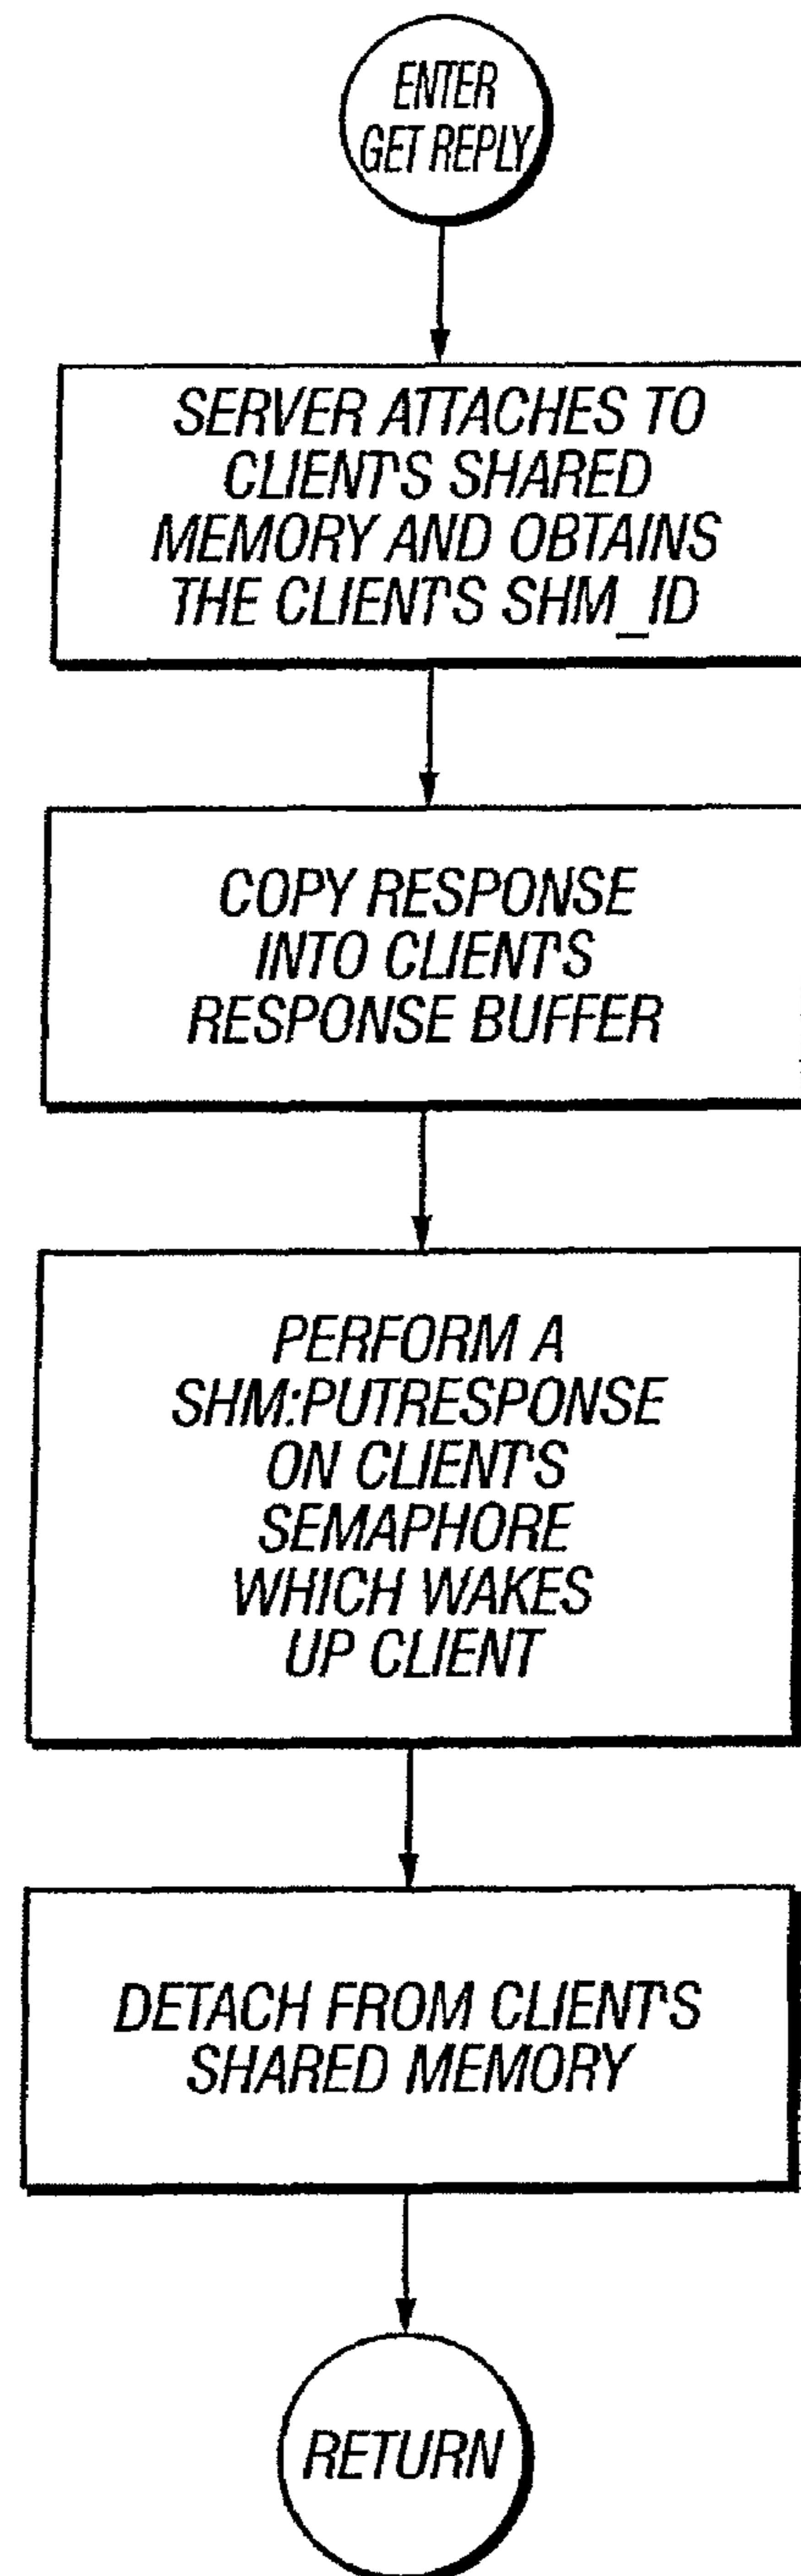 ENTER
GET REPLY
SERVER ATTACHES TO
CLIENT'S SHARED
MEMORY AND OBTAINS
THE CLIENT'S SHM_ID
COPY RESPONSE
INTO CLIENT'S
RESPONSE BUFFER
PERFORM A
SHM:PUTRESPONSE
ON CLIENT'S
SEMAPHORE
WHICH WAKES
UP CLIENT
DETACH FROM CLIENT'S
SHARED MEMORY
RETURN